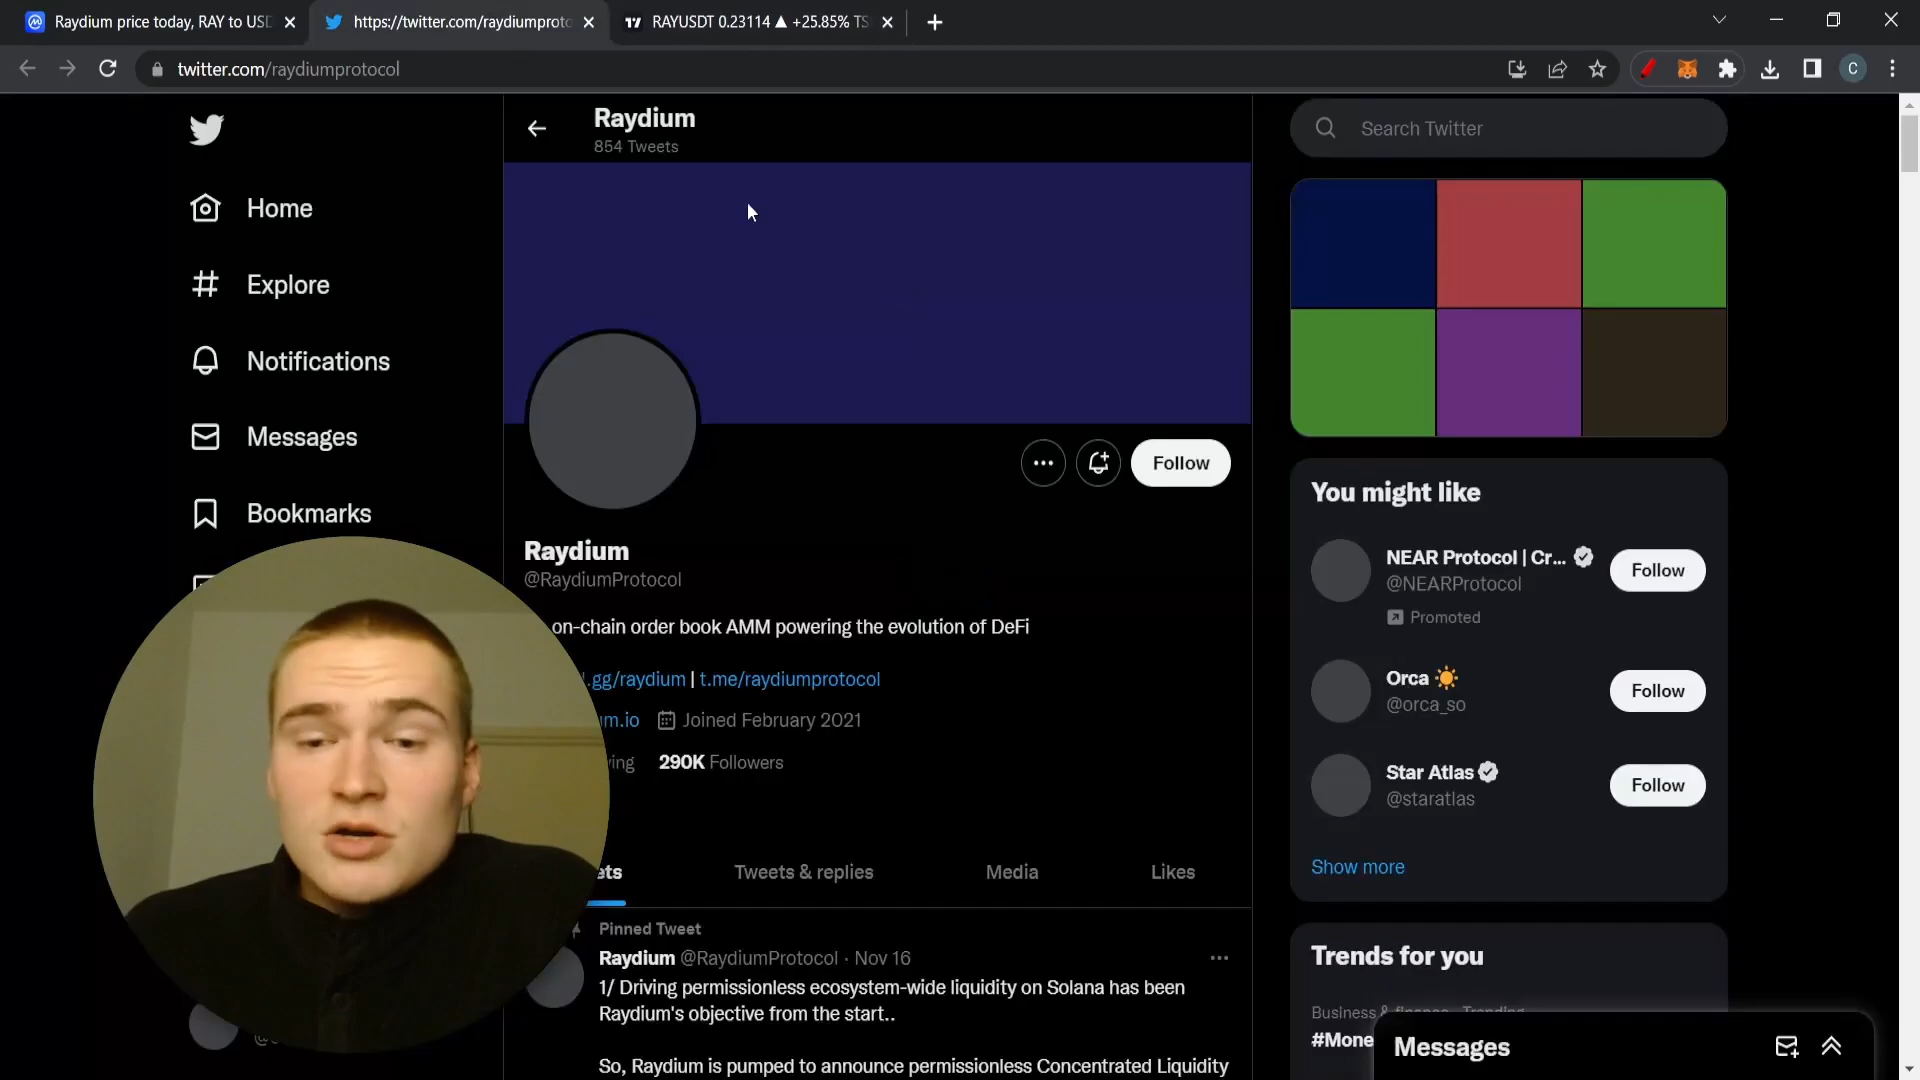 Raydium price today, RAY to USD
https://twitter.com/raydiumproto
RAYUSDT 0.23114 ▲ +25.85%
twitter.com/raydiumprotocol
C
Raydium
854 Tweets
Search Twitter
Home
Explore
Notifications
Messages
Bookmarks
Follow
Raydium
@RaydiumProtocol
on-chain order book AMM powering the evolution of DeFi
.gg/raydium | t.me/raydiumprotocol
m.io Joined February 2021
290K Followers
Tweets & replies
Media
Likes
Pinned Tweet
Raydium @RaydiumProtocol · Nov 16
1/ Driving permissionless ecosystem-wide liquidity on Solana has been
Raydium's objective from the start..
So, Raydium is pumped to announce permissionless Concentrated Liquidity
You might like
NEAR Protocol | Cr...
@NEARProtocol
Promoted
Follow
Orca
@orca_so
Follow
Star Atlas
@staratlas
Follow
Show more
Trends for you
#Mone
Messages